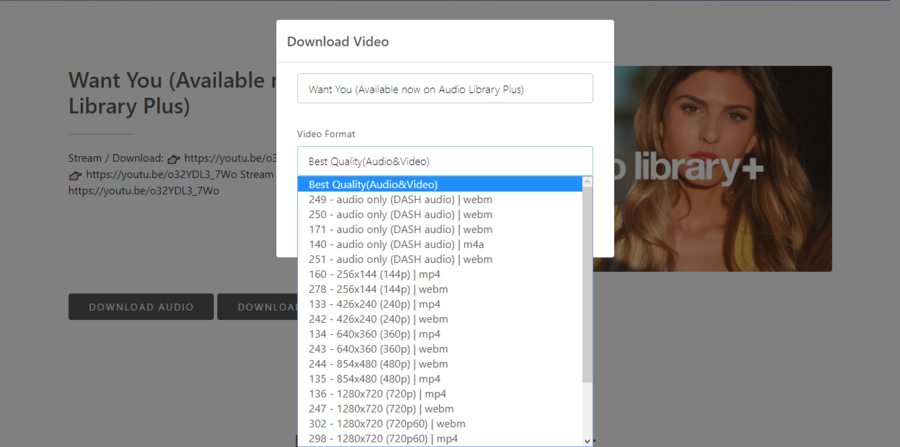 Download Video
Want You (Available n
Library Plus)
Want You (Available now on Audio Library Plus)
Video Format
Best Quality(Audio&Video)
Stream / Download: 👉 https://youtu.be/o
👉 https://youtu.be/o32YDL3_7Wo Stream
https://youtu.be/o32YDL3_7Wo
library+
Best Quality(Audio&Video)
249 - audio only (DASH audio) | webm
250 - audio only (DASH audio) | webm
171 - audio only (DASH audio) | webm
140 - audio only (DASH audio) | m4a
251 - audio only (DASH audio) | webm
160 - 256x144 (144p) | mp4
278 - 256x144 (144p) | webm
133 - 426x240 (240p) | mp4
242 - 426x240 (240p) | webm
134 - 640x360 (360p) | mp4
243 - 640x360 (360p) | webm
244 - 854x480 (480p) | webm
135 - 854x480 (480p) | mp4
136 - 1280x720 (720p) | mp4
247 - 1280x720 (720p) | webm
302 - 1280x720 (720p60) | webm
298 - 1280x720 (720p60) | mp4
DOWNLOAD AUDIO
DOWNLOA